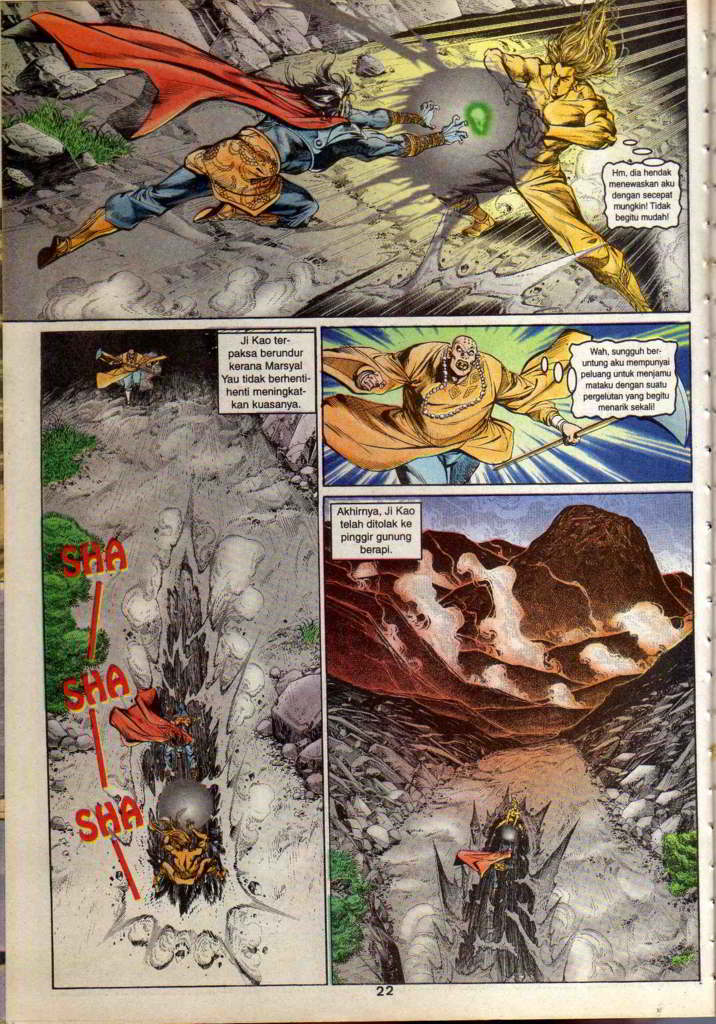 Hm, dia hendak
menewaskan aku
dengan secepat
mungkin! Tidak
begitu mudah!
Ji Kao ter-
paksa berundur
kerana Marsyal
Yau tidak berhenti-
henti meningkat-
kan kuasanya.
Wah, sungguh ber-
untung aku mempunyai
peluang untuk menjamu
mataku dengan suatu
pergelutan yang begitu
menarik sekali!
SHA
SHA
SHA
Akhirnya, Ji Kao
telah ditolak ke
pinggir gunung
berapi.
22